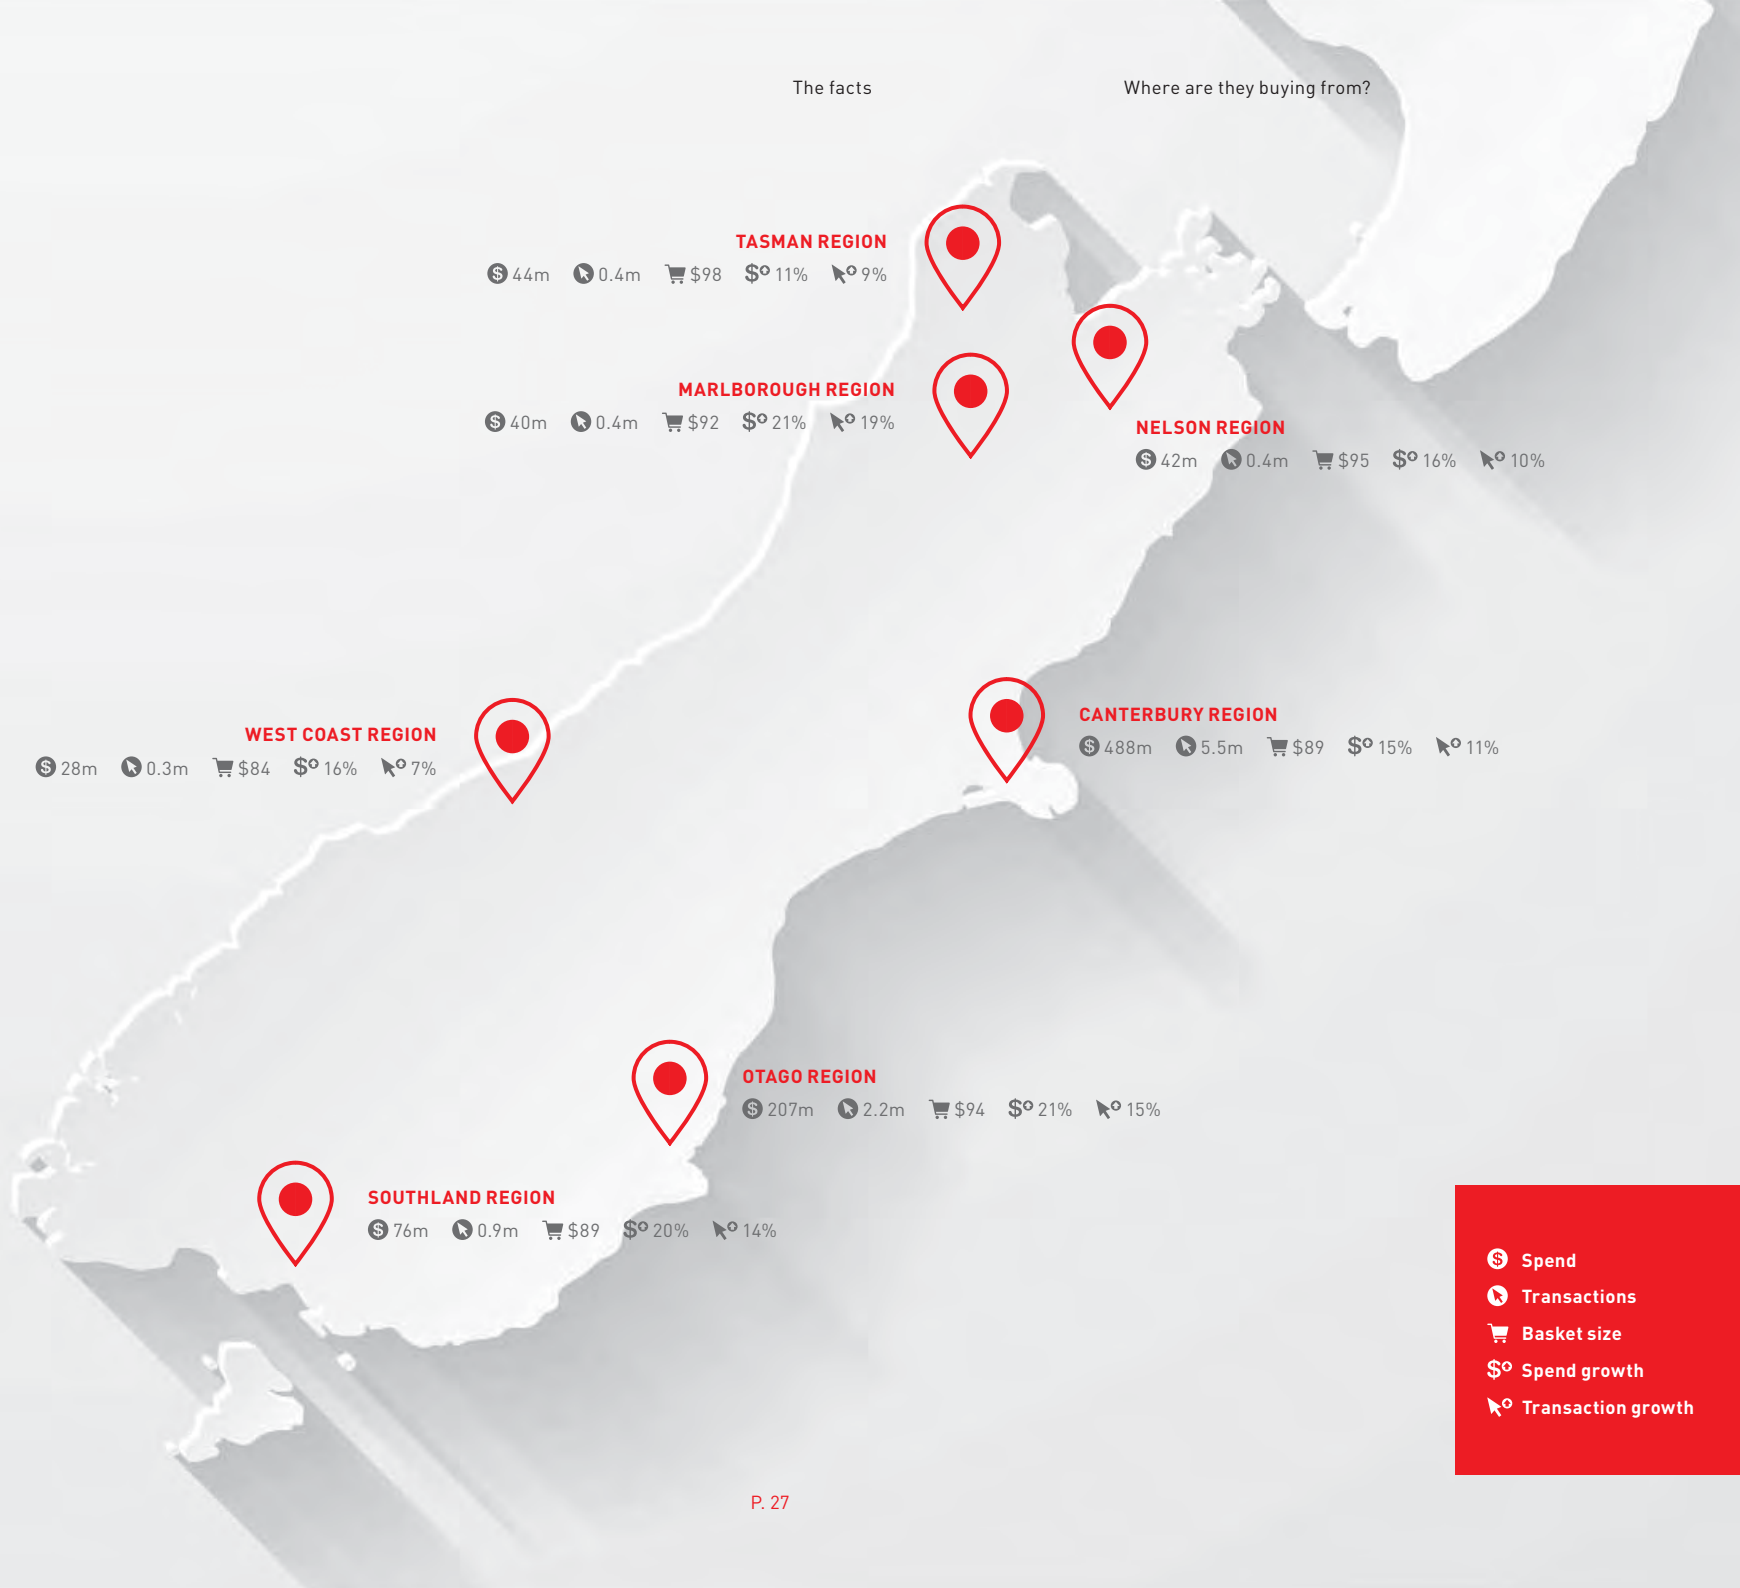 The facts
Where are they buying from?
TASMAN REGION
44m 0.4m $98 11% 9%
MARLBOROUGH REGION
40m 0.4m $92 21% 19%
NELSON REGION
42m 0.4m $95 16% 10%
WEST COAST REGION
28m 0.3m $84 16% 7%
CANTERBURY REGION
488m 5.5m $89 15% 11%
OTAGO REGION
207m 2.2m $94 21% 15%
SOUTHLAND REGION
76m 0.9m $89 20% 14%
Spend
Transactions
Basket size
Spend growth
Transaction growth
P. 27